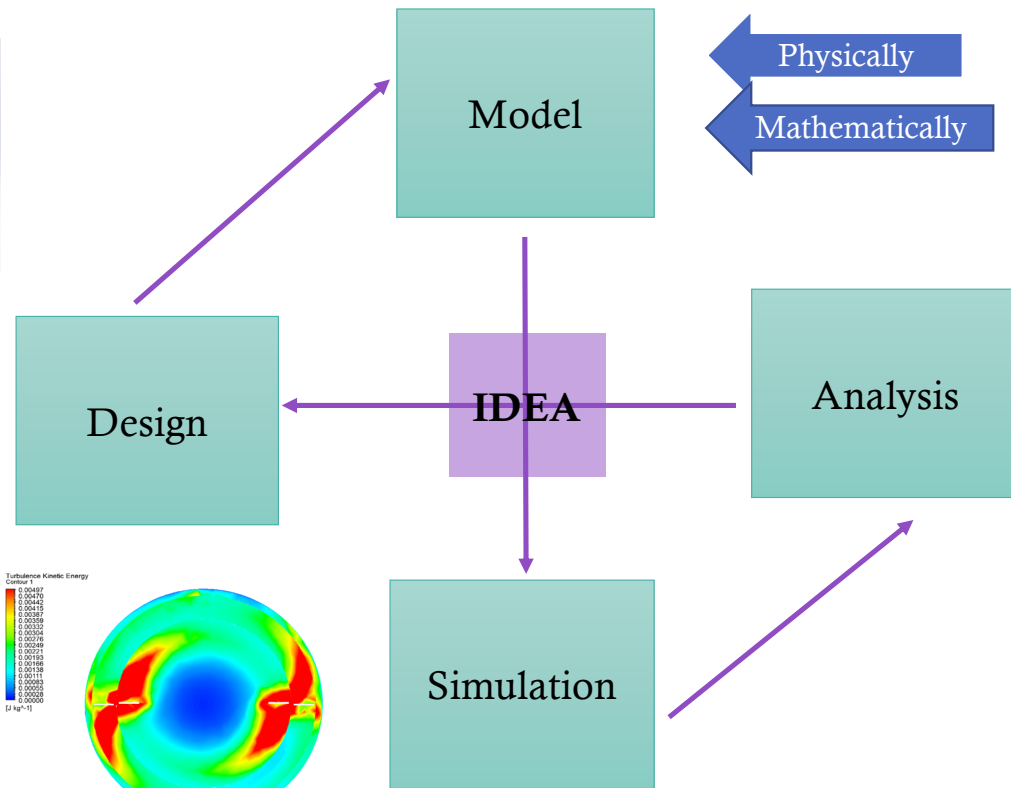 Physically
Model
Mathematically
IDEA
Analysis
Design
Turbulence Kinetic Energy
Contour 1
0.00497
0.00470
0.00442
0.00415
0.00387
0.00359
0.00332
0.00304
0.00276
0.00249
0.00221
0.00193
0.00166
0.00138
0.00111
0.00083
0.00055
0.00028
0.00000
[J kg^-1]
Simulation